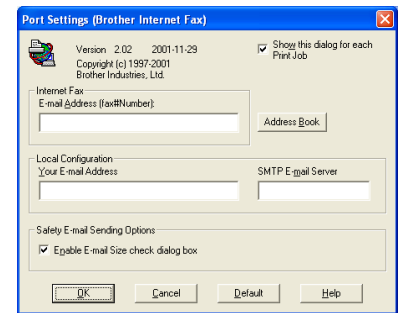 Port Settings (Brother Internet Fax)
Version 2.02 2001-11-29
Copyright (c) 1997-2001
Brother Industries, Ltd.
Show this dialog for each
Print Job
Internet Fax
E-mail Address (fax#Number):
Address Book
Local Configuration
Your E-mail Address
SMTP E-mail Server
Safety E-mail Sending Options
Enable E-mail Size check dialog box
OK
Cancel
Default
Help